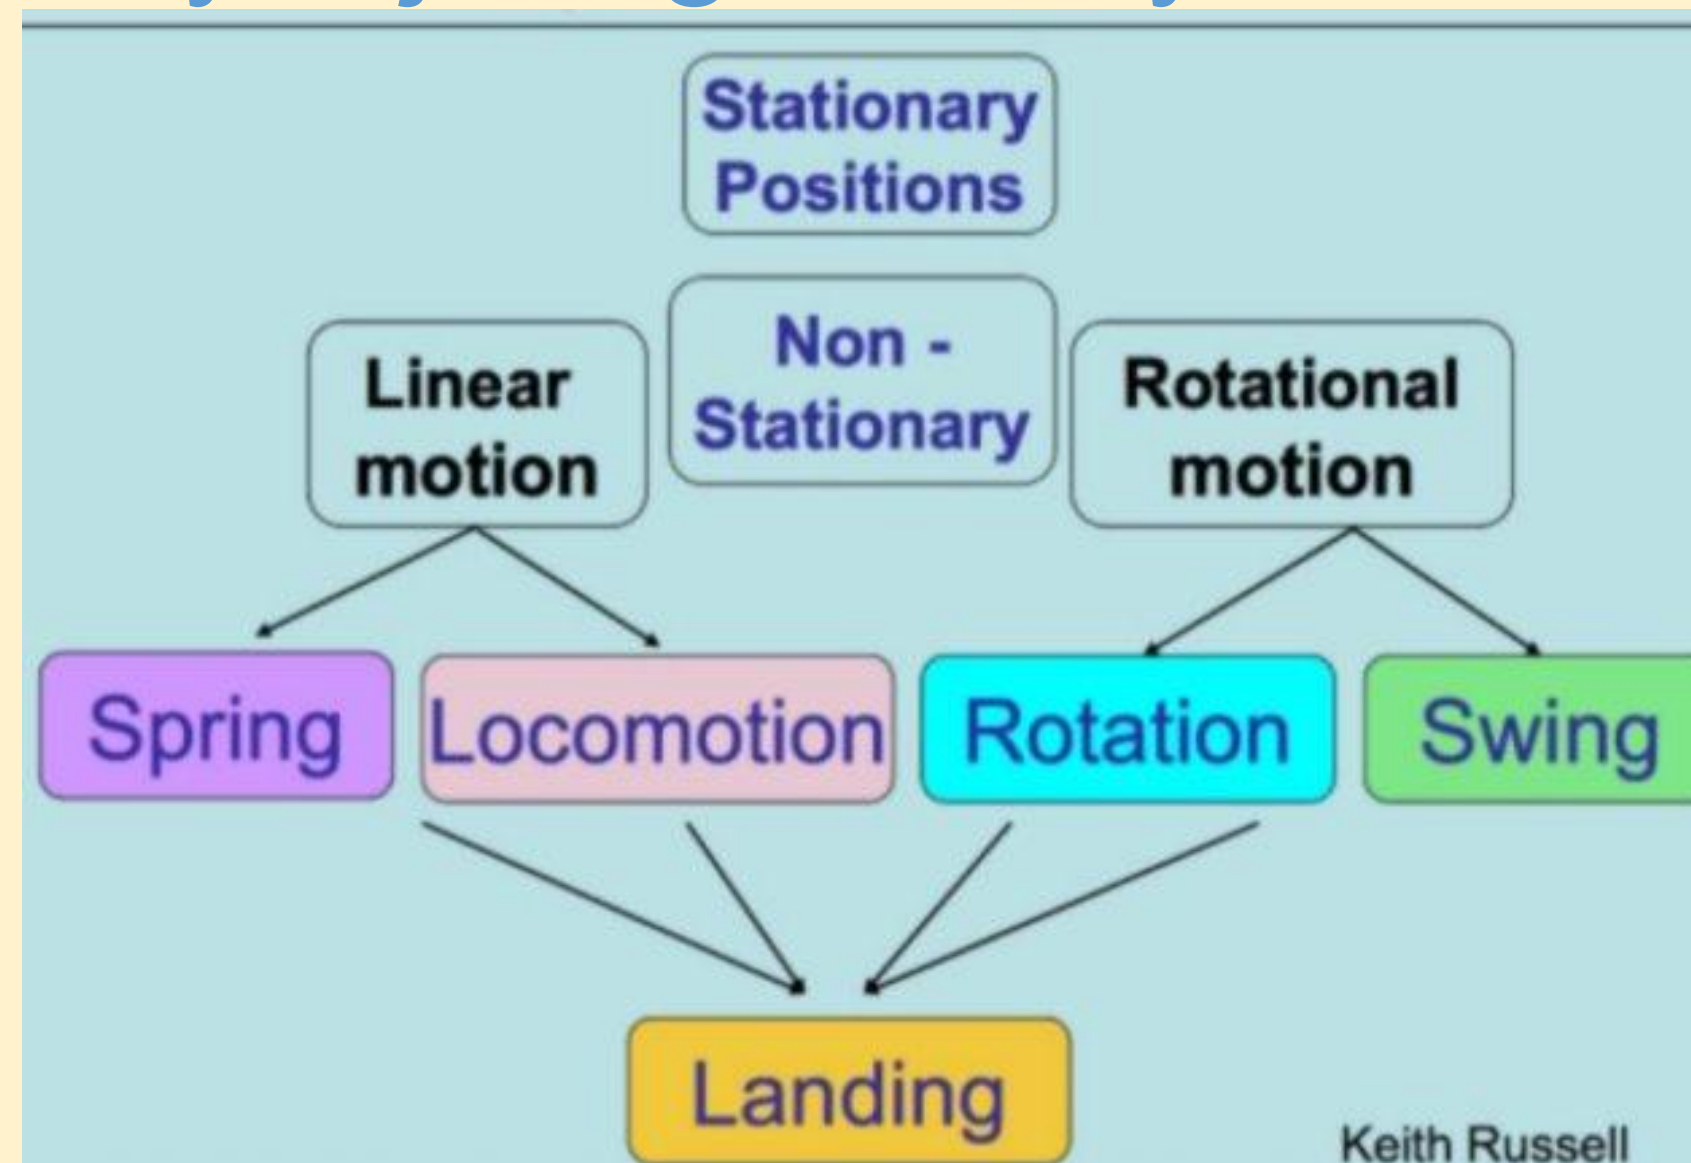 Stationary
Positions
Non -
Stationary
Linear
motion
Rotational
motion
Spring
Locomotion
Rotation
Swing
Landing
Keith Russell